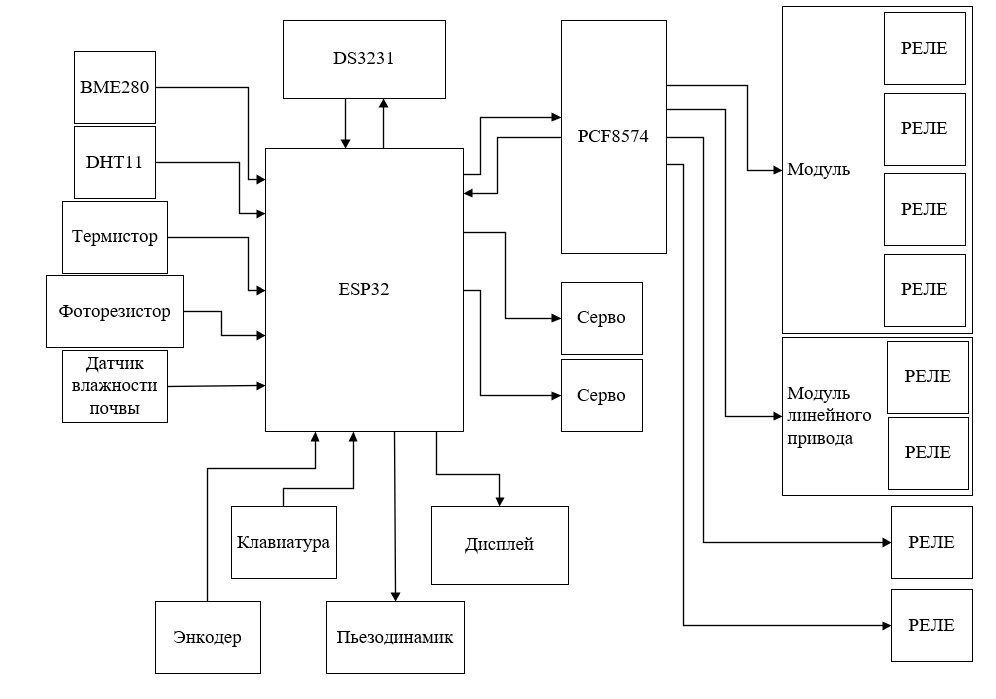 DS3231
BME280
DHT11
Термистор
Фоторезистор
Датчик
влажности
почвы
ESP32
PCF8574
Серво
Серво
Модуль
РЕЛЕ
РЕЛЕ
РЕЛЕ
РЕЛЕ
Модуль
линейного
привода
РЕЛЕ
РЕЛЕ
РЕЛЕ
РЕЛЕ
Клавиатура
Дисплей
Энкодер
Пьезодинамик